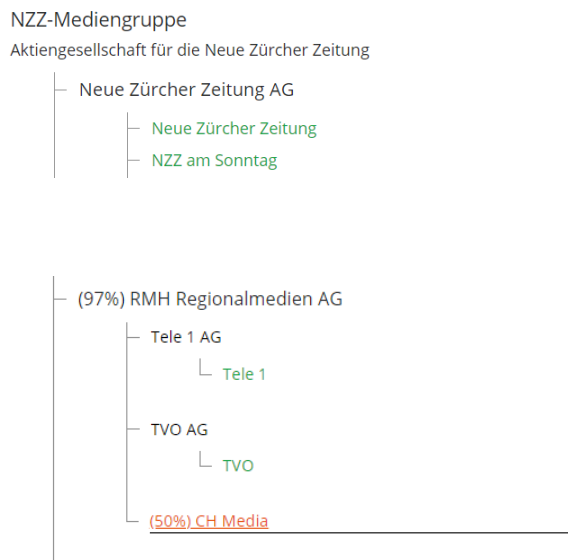 NZZ-Mediengruppe
Aktiengesellschaft für die Neue Zürcher Zeitung
Neue Zürcher Zeitung AG
Neue Zürcher Zeitung
NZZ am Sonntag
(97%) RMH Regionalmedien AG
Tele 1 AG
Tele 1
TVO AG
TVO
(50%) CH Media